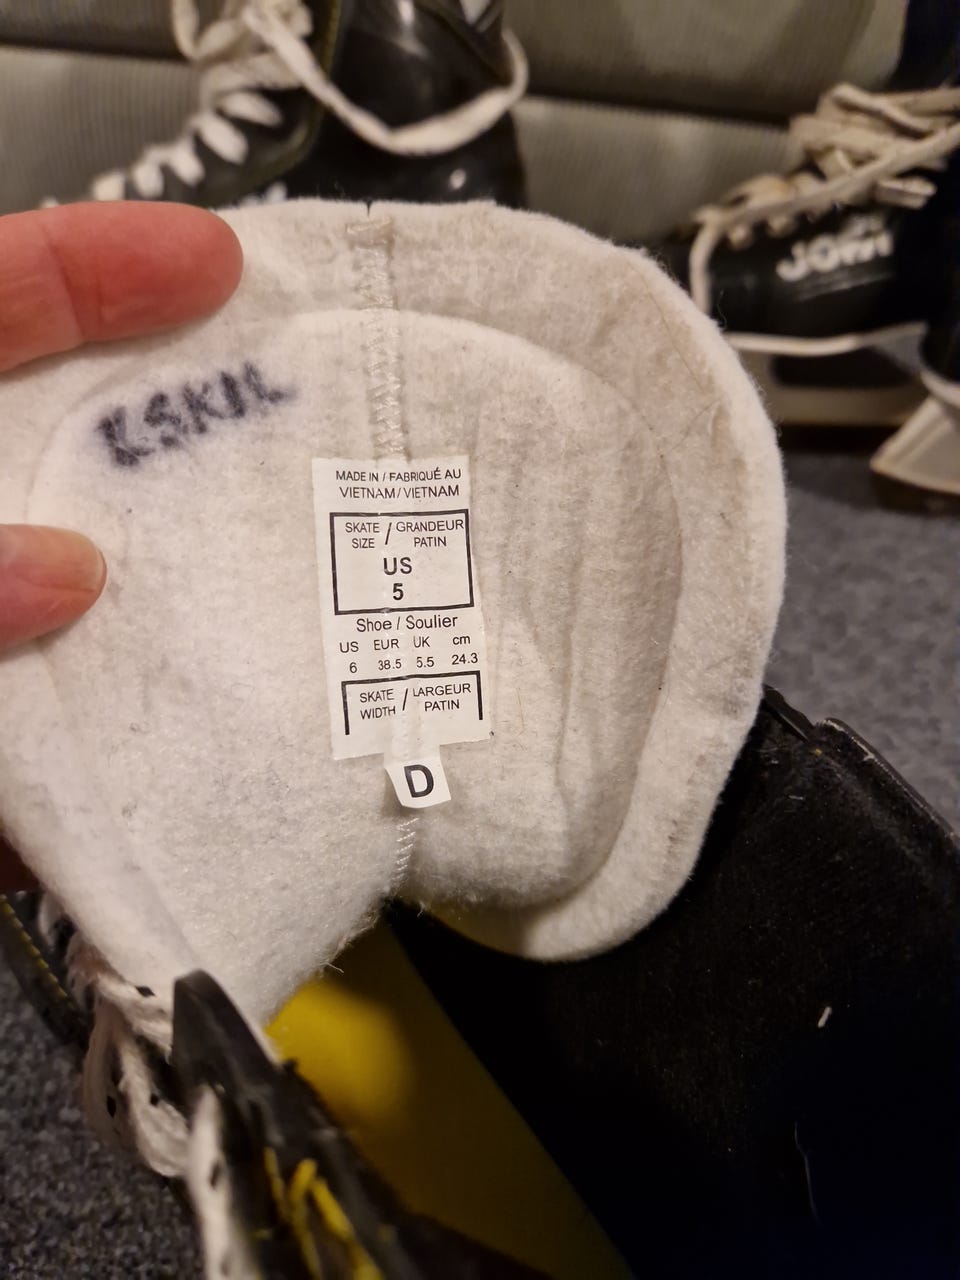 ESKIL
MADE IN / FABRIQUÉ AU
VIETNAM / VIETNAM
SKATE SIZE / GRANDEUR PATIN
US
5
Shoe / Soulier
US EUR UK cm
6 38.5 5.5 24.3
SKATE WIDTH / LARGEUR PATIN
D